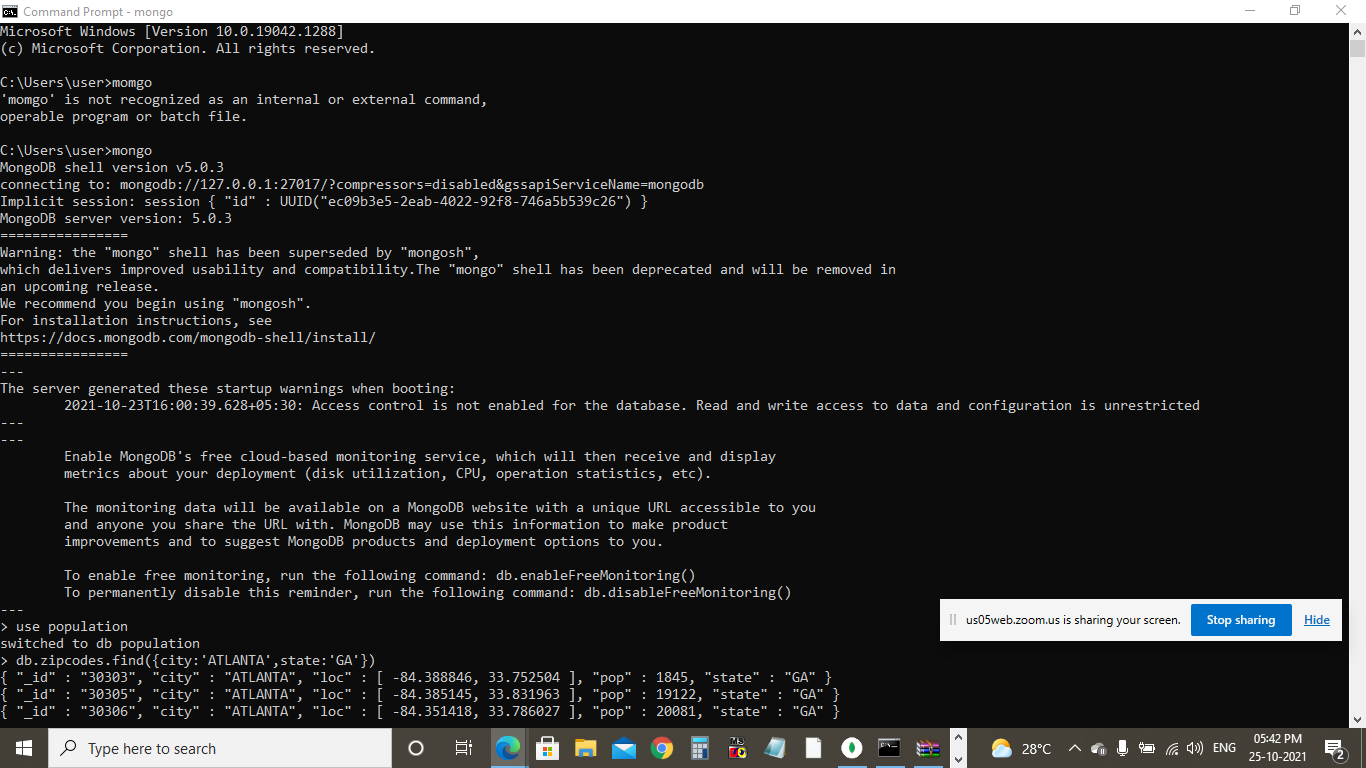 Command Prompt - mongo
Microsoft Windows [Version 10.0.19042.1288]
(c) Microsoft Corporation. All rights reserved.
C:\Users\user>momgo
'momgo' is not recognized as an internal or external command,
operable program or batch file.
C:\Users\user>mongo
MongoDB shell version v5.0.3
connecting to: mongodb://127.0.0.1:27017/?compressors=disabled&gssapiServiceName=mongodb
Implicit session: session { "id" : UUID("ec09b3e5-2eab-4022-92f8-746a5b539c26") }
MongoDB server version: 5.0.3
================
Warning: the "mongo" shell has been superseded by "mongosh",
which delivers improved usability and compatibility.The "mongo" shell has been deprecated and will be removed in
an upcoming release.
We recommend you begin using "mongosh".
For installation instructions, see
https://docs.mongodb.com/mongodb-shell/install/
================
---
The server generated these startup warnings when booting:
2021-10-23T16:00:39.628+05:30: Access control is not enabled for the database. Read and write access to data and configuration is unrestricted
---
---
Enable MongoDB's free cloud-based monitoring service, which will then receive and display
metrics about your deployment (disk utilization, CPU, operation statistics, etc).
The monitoring data will be available on a MongoDB website with a unique URL accessible to you
and anyone you share the URL with. MongoDB may use this information to make product
improvements and to suggest MongoDB products and deployment options to you.
To enable free monitoring, run the following command: db.enableFreeMonitoring()
To permanently disable this reminder, run the following command: db.disableFreeMonitoring()
---
> use population
switched to db population
> db.zipcodes.find({city:'ATLANTA',state:'GA'})
{ "_id" : "30303", "city" : "ATLANTA", "loc" : [ -84.388846, 33.752504 ], "pop" : 1845, "state" : "GA" }
{ "_id" : "30305", "city" : "ATLANTA", "loc" : [ -84.385145, 33.831963 ], "pop" : 19122, "state" : "GA" }
{ "_id" : "30306", "city" : "ATLANTA", "loc" : [ -84.351418, 33.786027 ], "pop" : 20081, "state" : "GA" }
us05web.zoom.us is sharing your screen. Stop sharing Hide
Type here to search
28°C
ENG
05:42 PM
25-10-2021
2